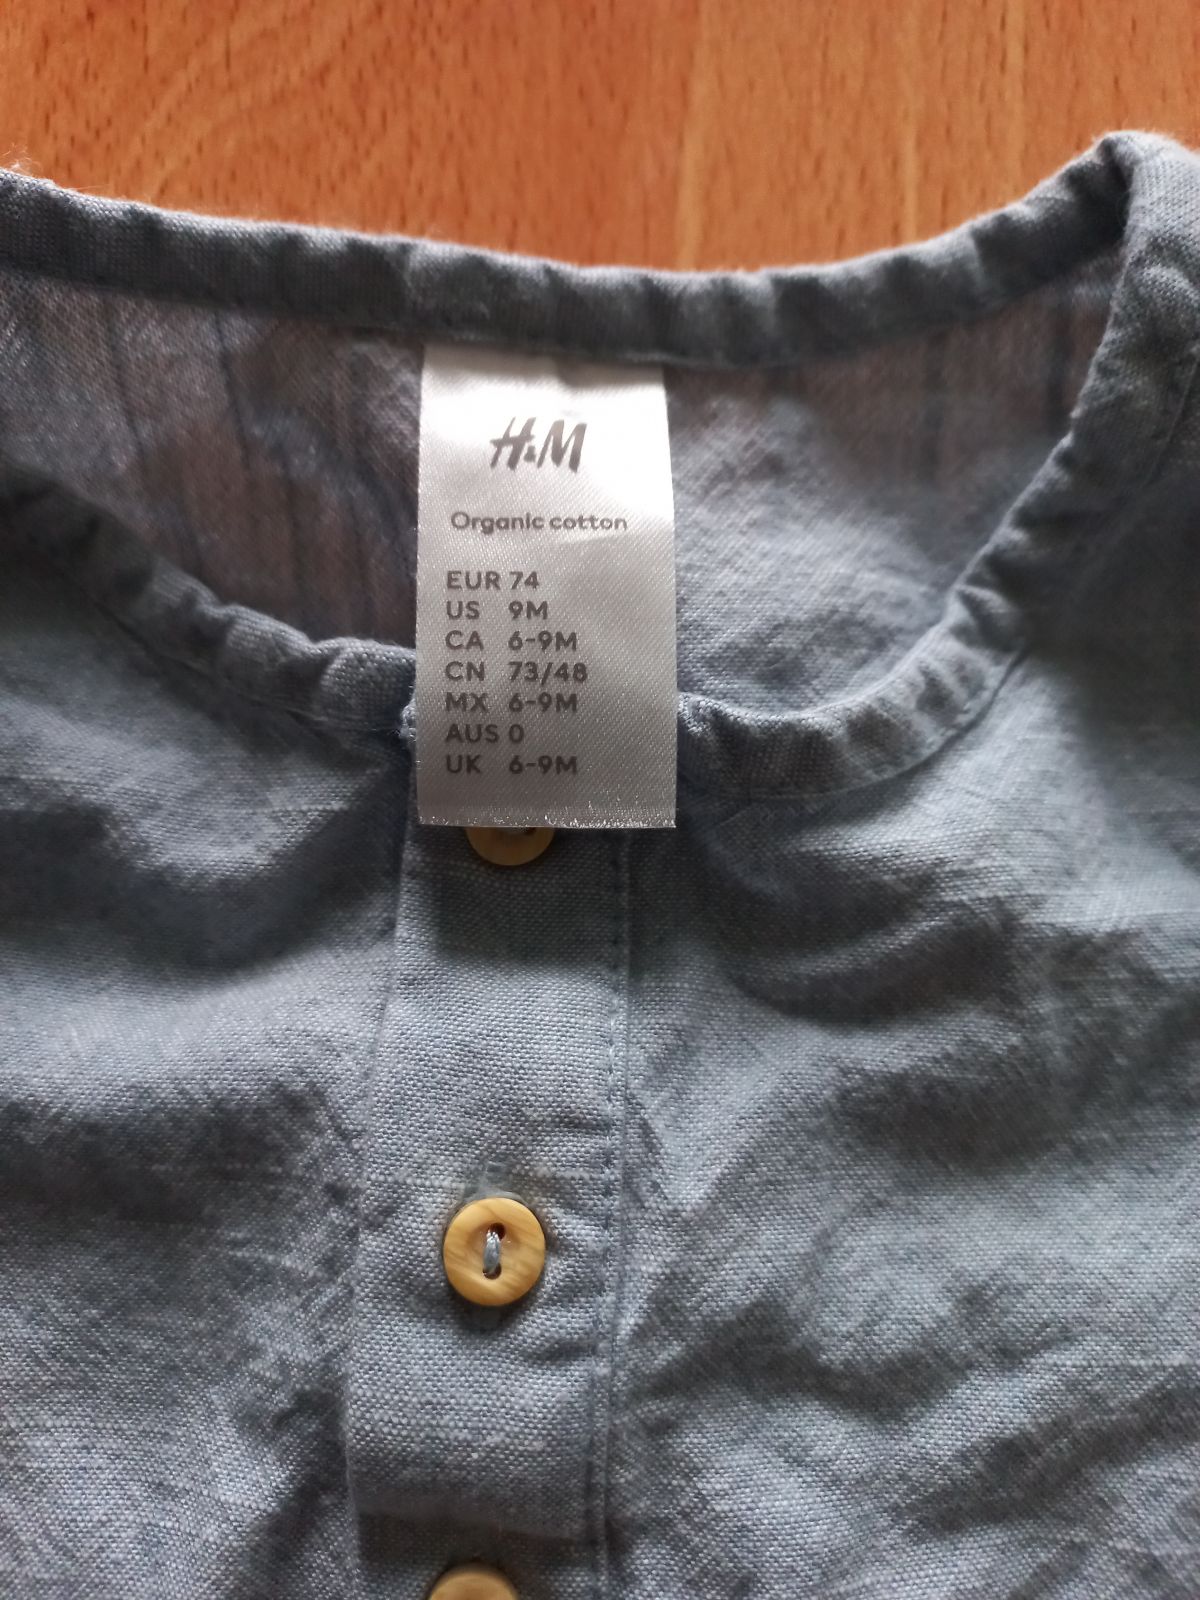 H&M
Organic cotton
EUR 74
US 9M
CA 6-9M
CN 73/48
MX 6-9M
AUS 0
UK 6-9M